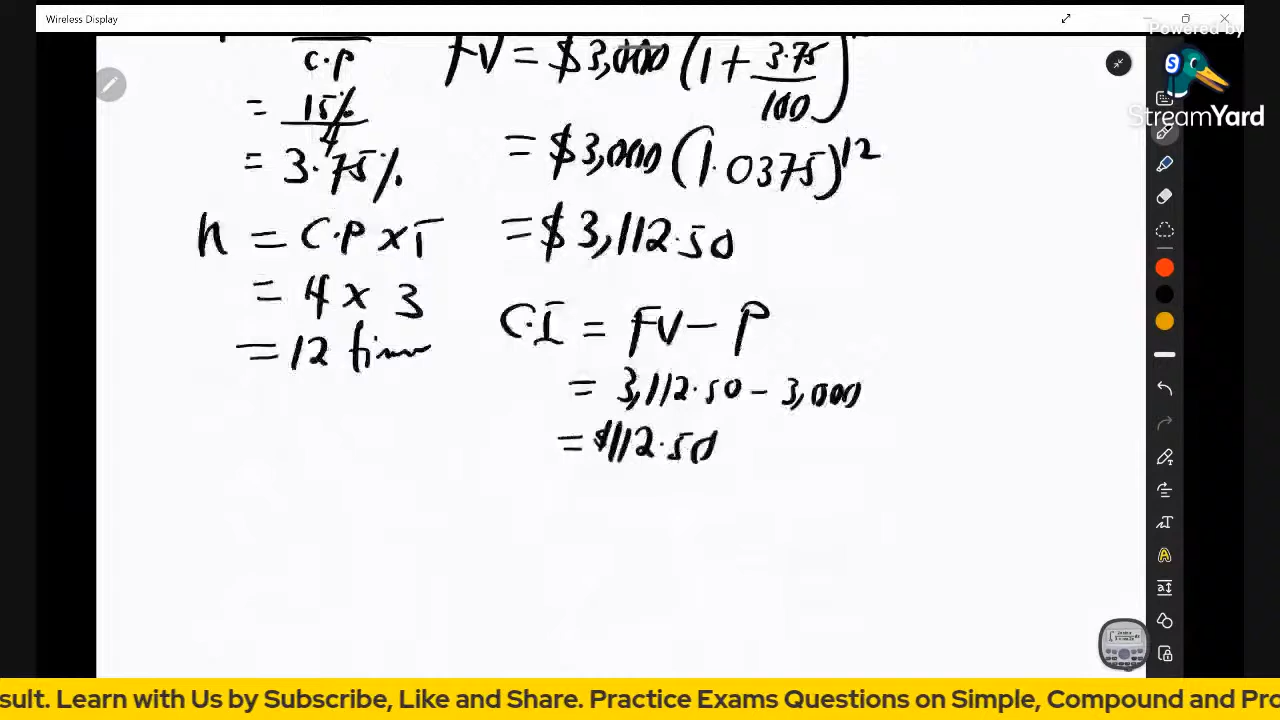 Wireless Display
Powered by
StreamYard
C.P
= 15%
4
= 3.75%
n = C.P x T
= 4 x 3
= 12 times
FV = $3,000 (1 + 3.75
100)
= $3,000 (1.0375)^12
= $3,112.50
C.I = FV - P
= 3,112.50 - 3,000
= $112.50
sult. Learn with Us by Subscribe, Like and Share. Practice Exams Questions on Simple, Compound and Pro